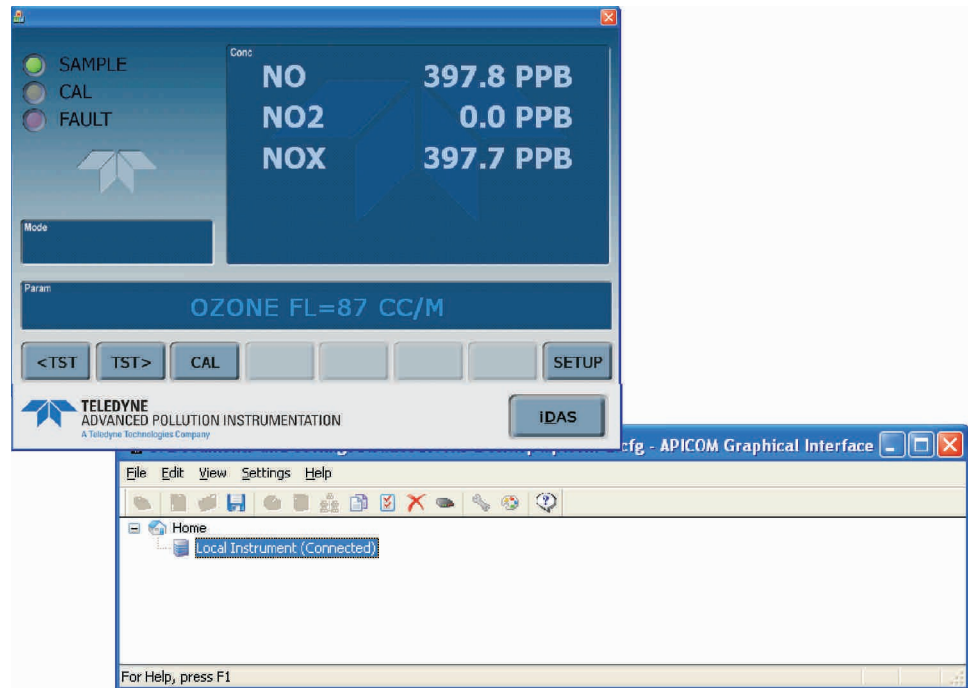 SAMPLE
CAL
FAULT
Conc
NO 397.8 PPB
NO2 0.0 PPB
NOX 397.7 PPB
Mode
Param
OZONE FL=87 CC/M
<TST TST> CAL SETUP
TELEDYNE
ADVANCED POLLUTION INSTRUMENTATION
A Teledyne Technologies Company
iDAS
cfg - APICOM Graphical Interface
File Edit View Settings Help
Home
Local Instrument (Connected)
For Help, press F1